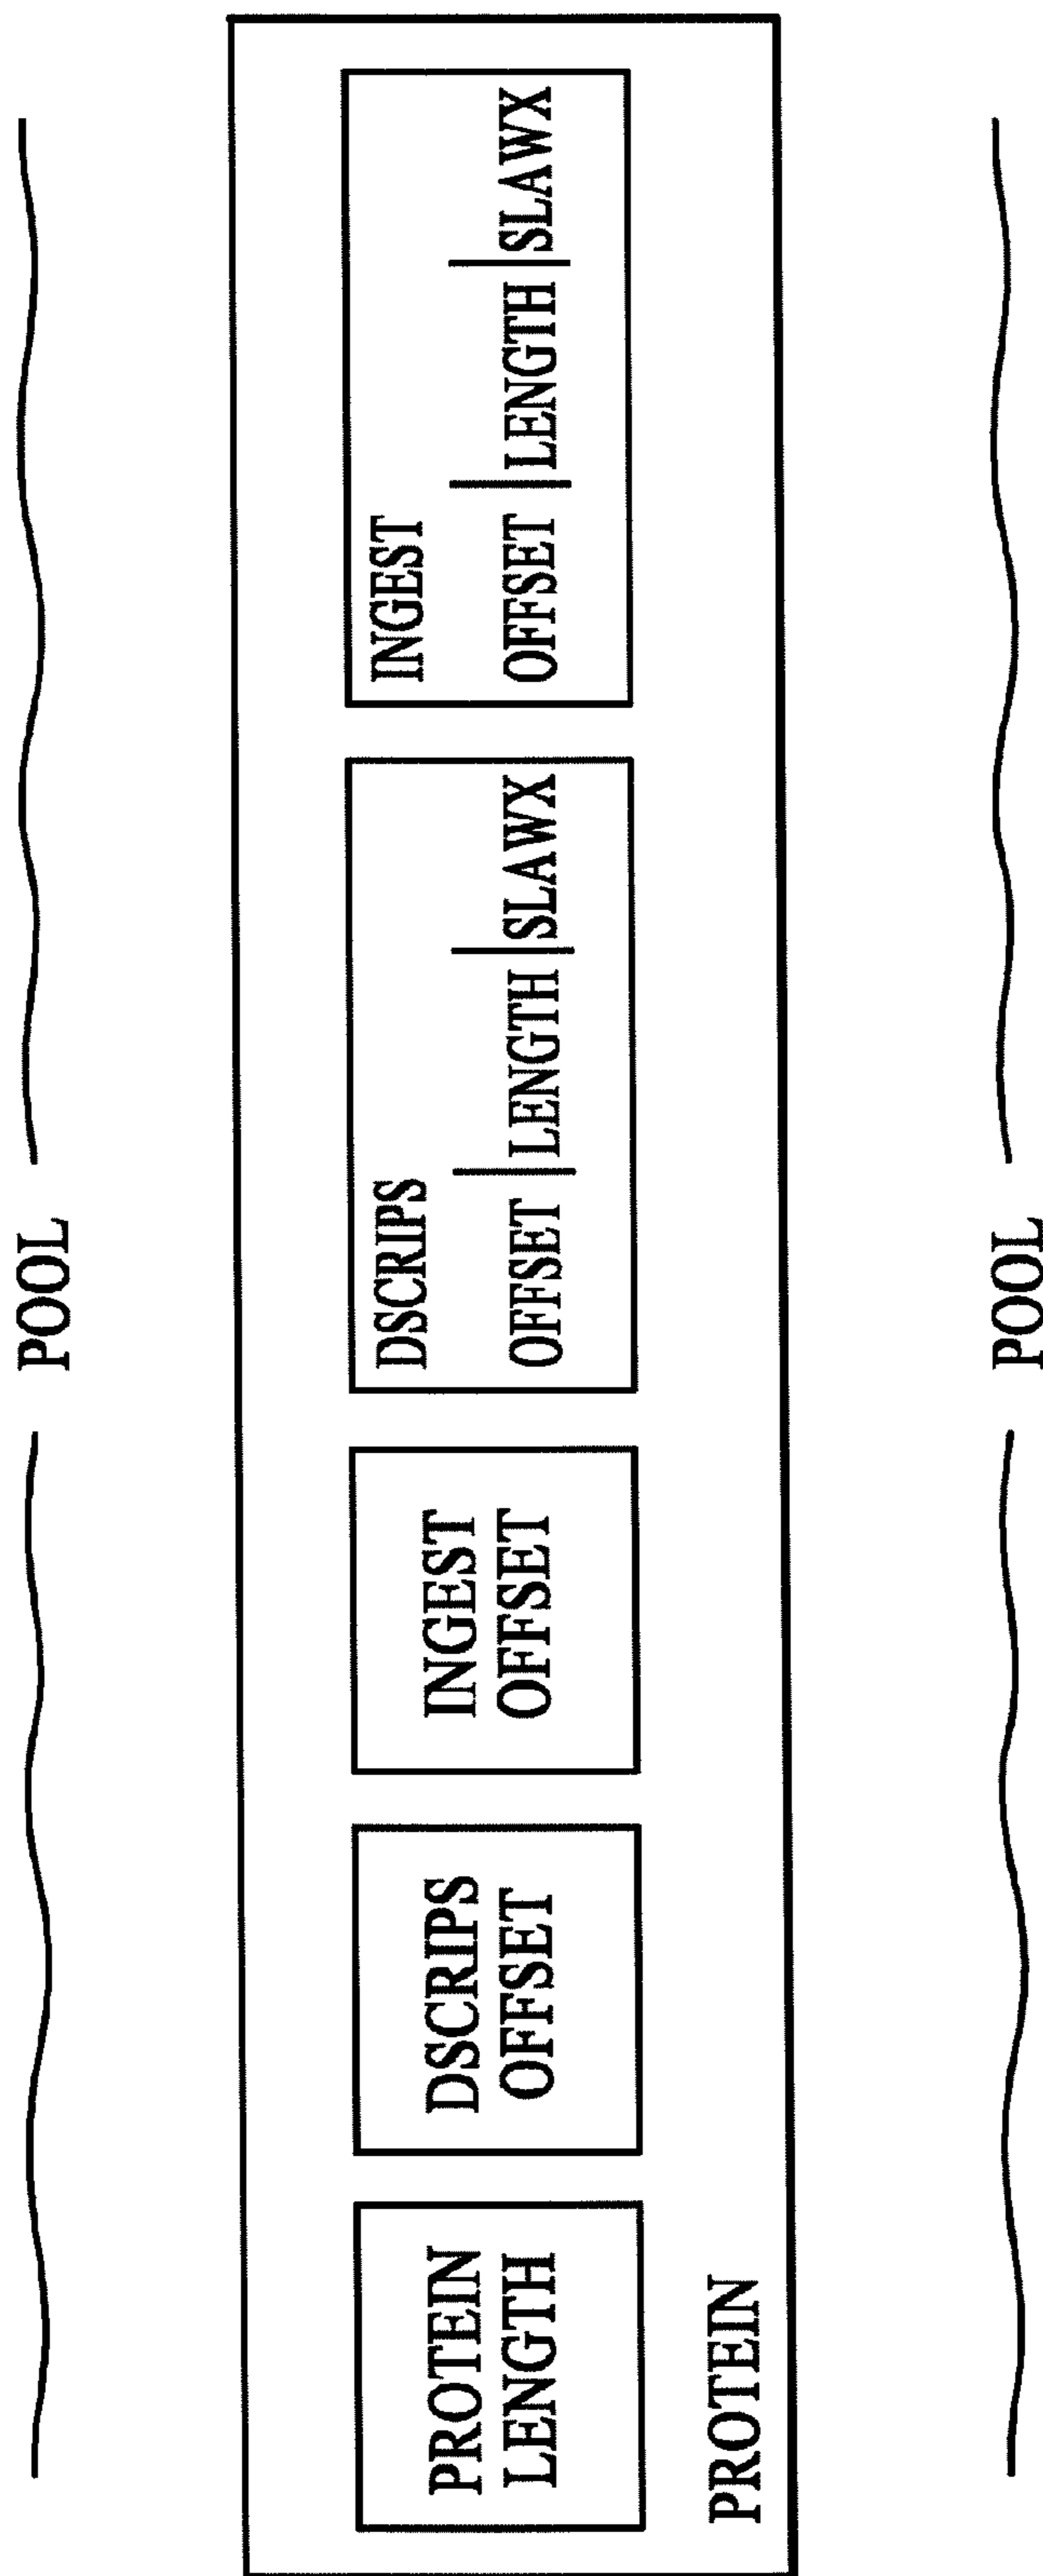 POOL
PROTEIN
LENGTH
DSCRIPS
OFFSET
INGEST
OFFSET
DSCRIPS
OFFSET LENGTH SLAWX
INGEST
OFFSET LENGTH SLAWX
PROTEIN
POOL